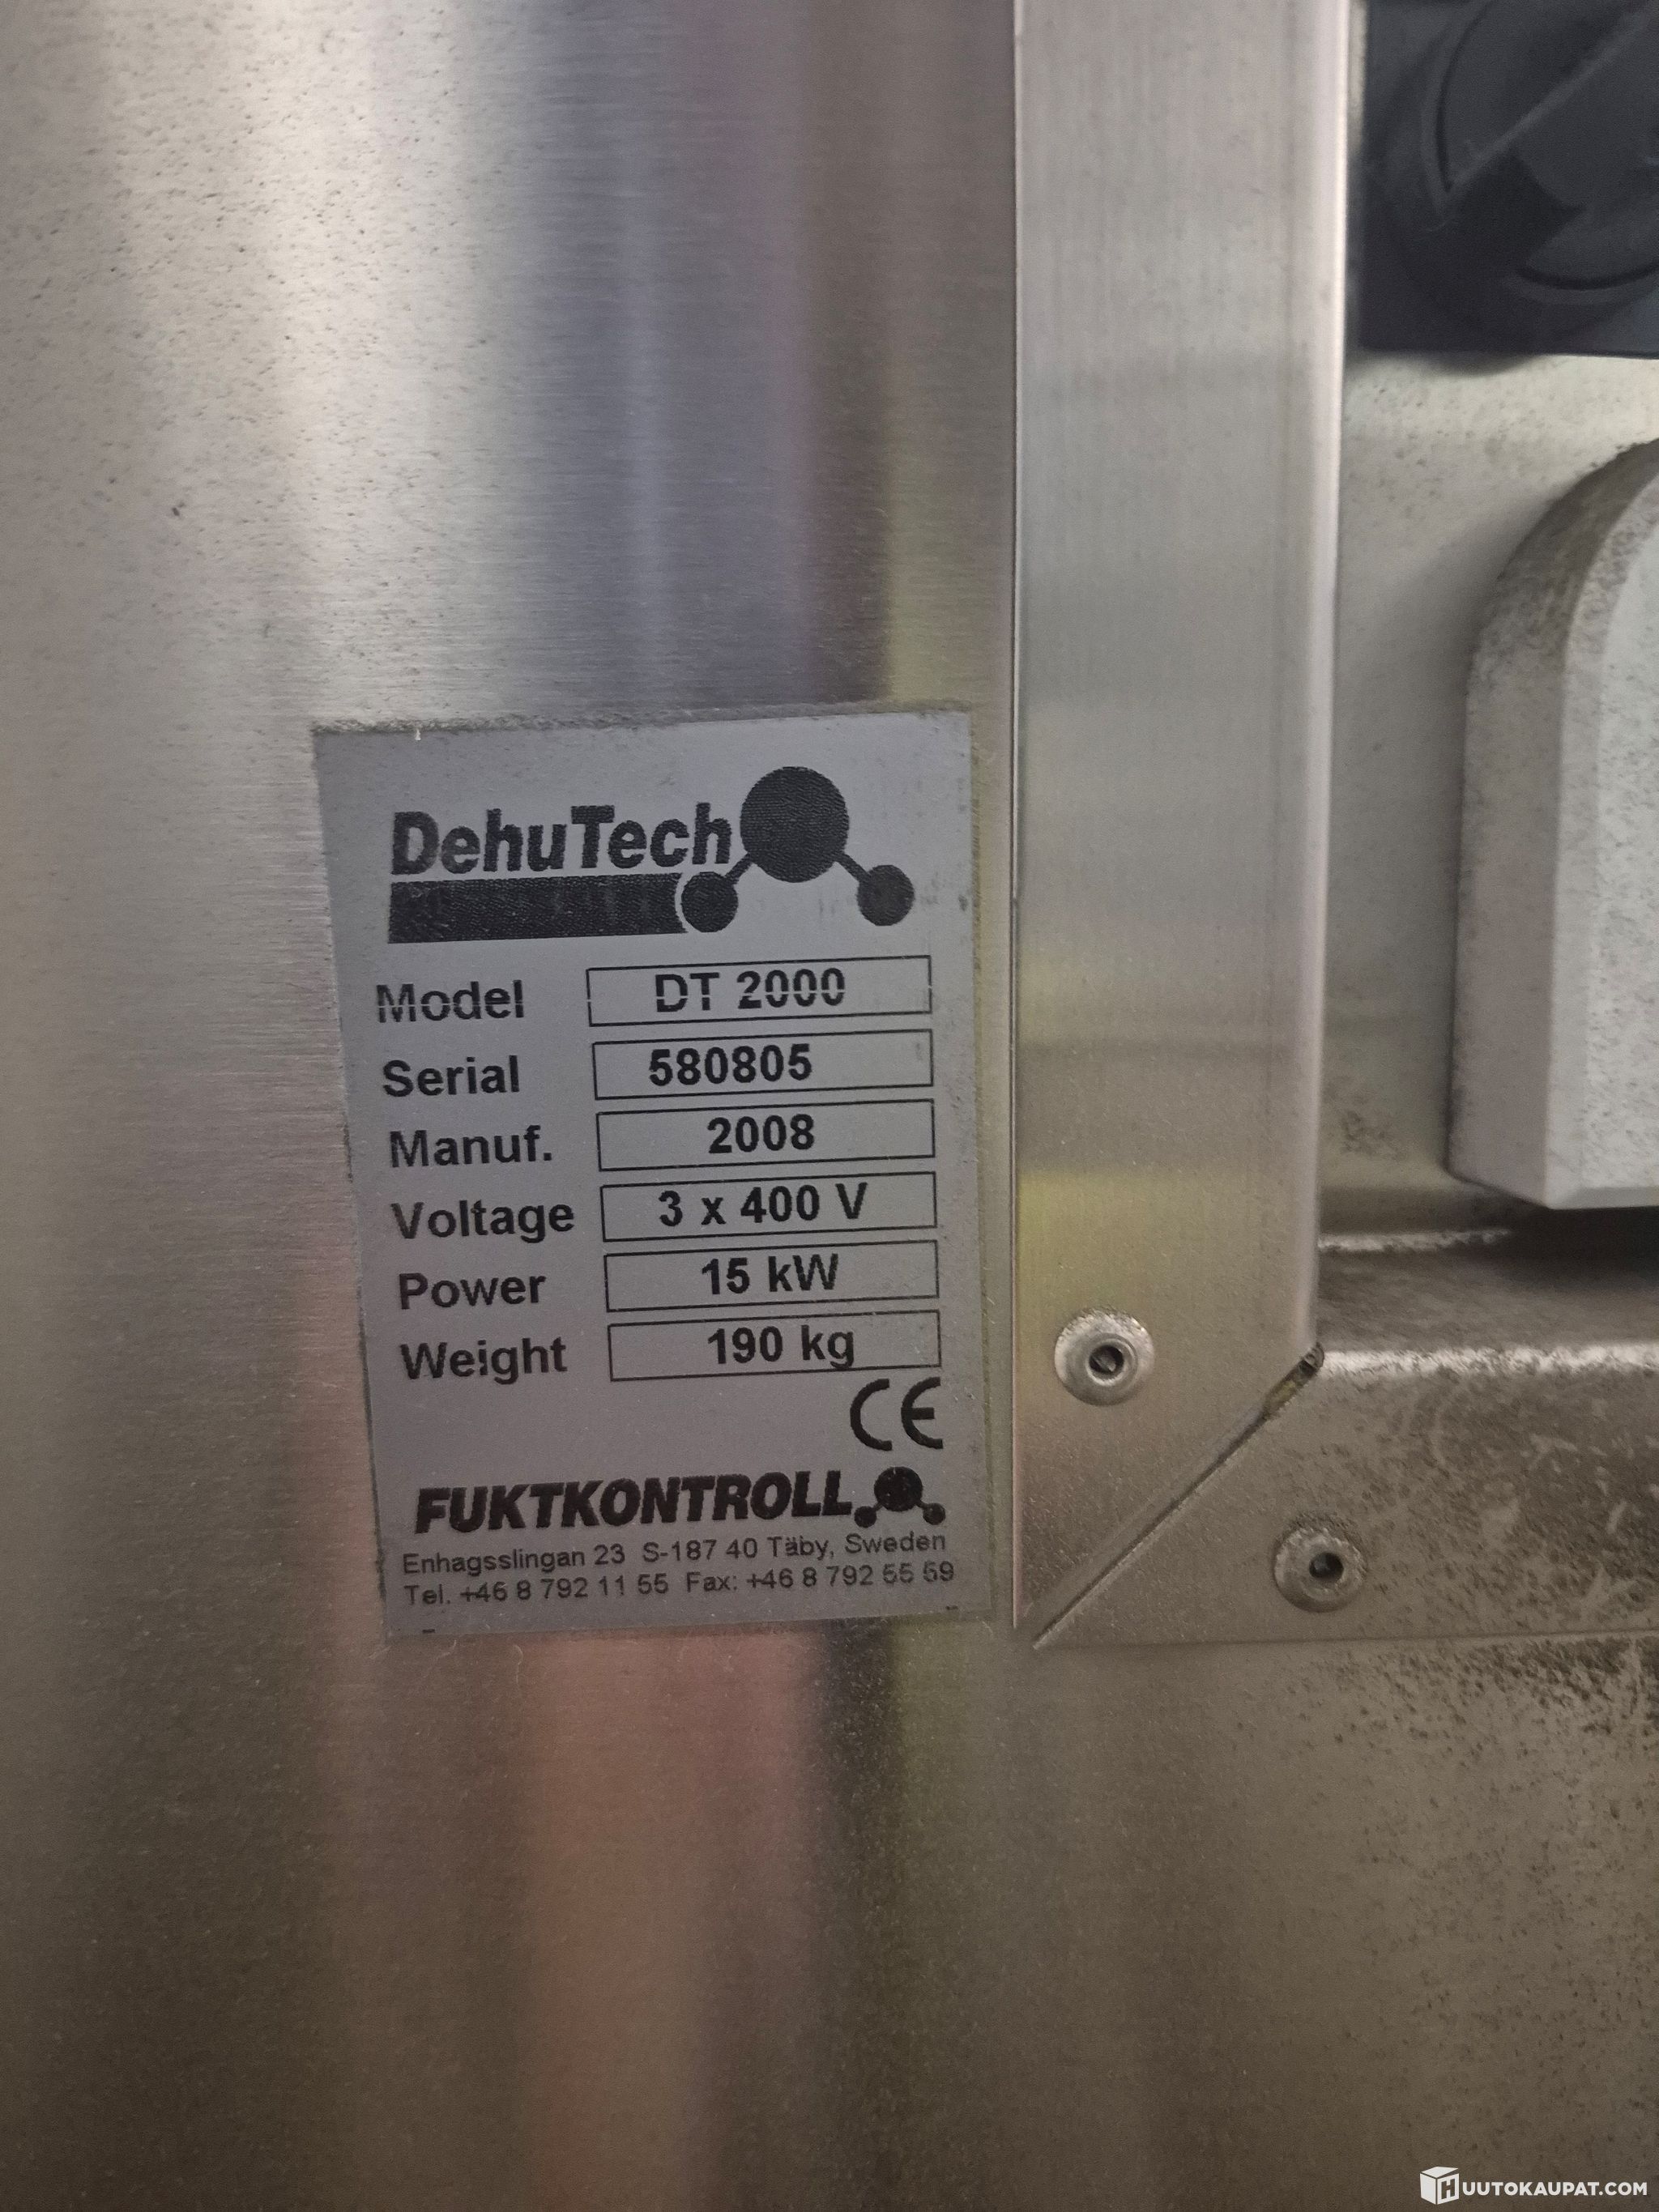 DehuTech
Model DT 2000
Serial 580805
Manuf. 2008
Voltage 3 x 400 V
Power 15 kW
Weight 190 kg
CE
FUKTKONTROLL
Enhagsslingan 23 S-187 40 Täby, Sweden
Tel. +46 8 792 11 55 Fax: +46 8 792 55 59
HUUTOKAUPAT.COM